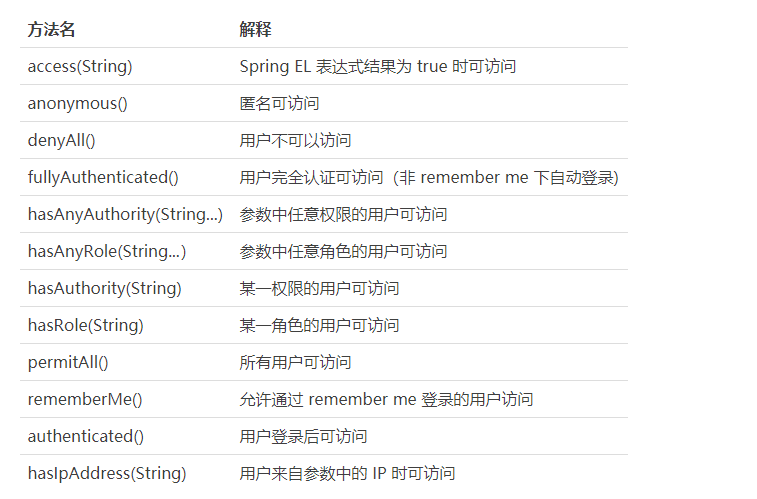 方法名 解释
access(String) Spring EL 表达式结果为 true 时可访问
anonymous() 匿名可访问
denyAll() 用户不可以访问
fullyAuthenticated() 用户完全认证可访问（非 remember me 下自动登录)
hasAnyAuthority(String...) 参数中任意权限的用户可访问
hasAnyRole(String...) 参数中任意角色的用户可访问
hasAuthority(String) 某一权限的用户可访问
hasRole(String) 某一角色的用户可访问
permitAll() 所有用户可访问
rememberMe() 允许通过 remember me 登录的用户访问
authenticated() 用户登录后可访问
hasIpAddress(String) 用户来自参数中的 IP 时可访问